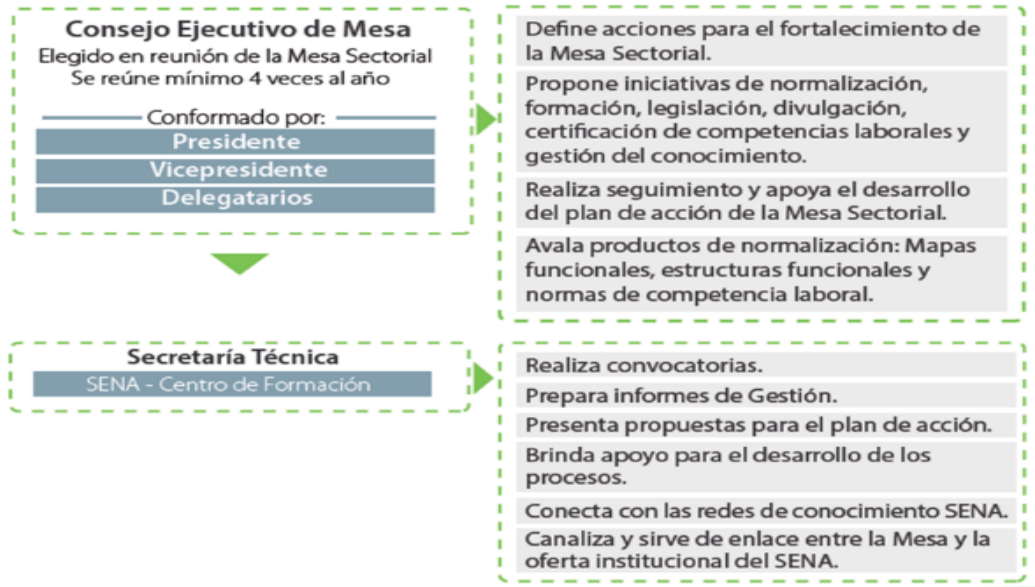 Consejo Ejecutivo de Mesa
Elegido en reunión de la Mesa Sectorial
Se reúne mínimo 4 veces al año
Conformado por:
Presidente
Vicepresidente
Delegatarios
Define acciones para el fortalecimiento de
la Mesa Sectorial.
Propone iniciativas de normalización,
formación, legislación, divulgación,
certificación de competencias laborales y
gestión del conocimiento.
Realiza seguimiento y apoya el desarrollo
del plan de acción de la Mesa Sectorial.
Avala productos de normalización: Mapas
funcionales, estructuras funcionales y
normas de competencia laboral.
Secretaría Técnica
SENA - Centro de Formación
Realiza convocatorias.
Prepara informes de Gestión.
Presenta propuestas para el plan de acción.
Brinda apoyo para el desarrollo de los
procesos.
Conecta con las redes de conocimiento SENA.
Canaliza y sirve de enlace entre la Mesa y la
oferta institucional del SENA.